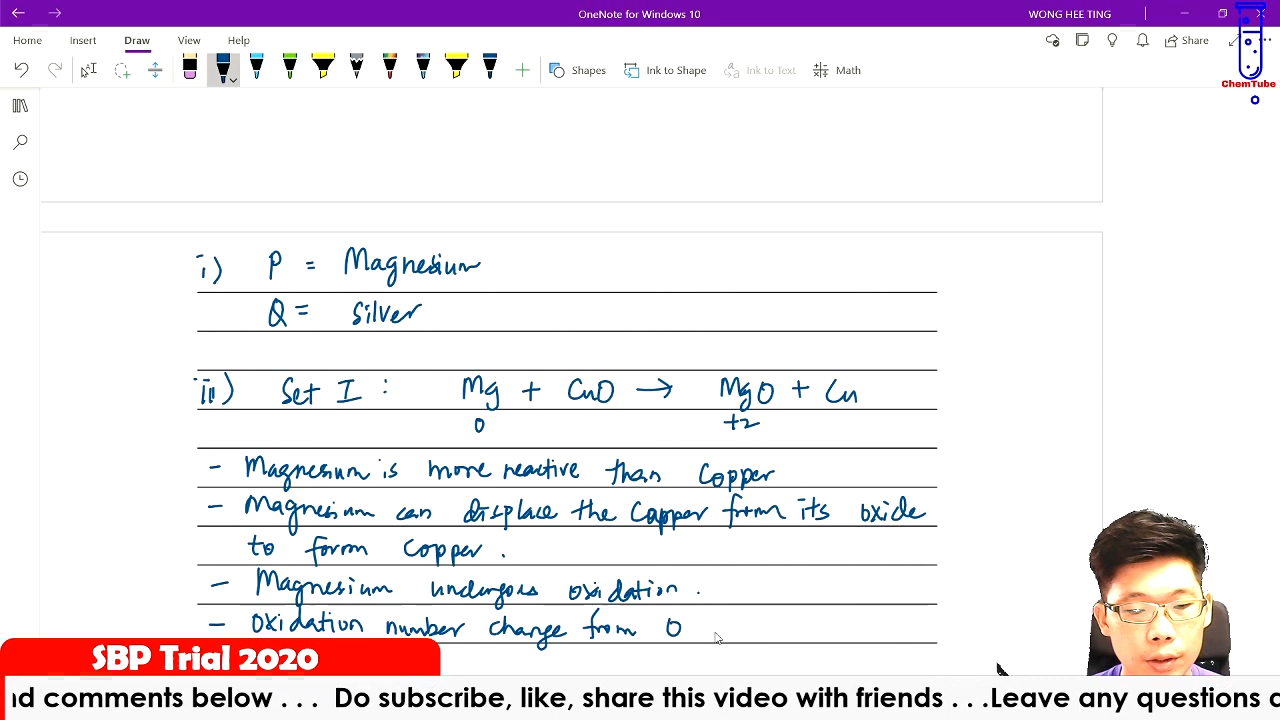 OneNote for Windows 10
WONG HEE TING
Home Insert Draw View Help
Share
Shapes Ink to Shape Ink to Text Math
ChemTube
i) P = Magnesium
Q = Silver
ii) Set I : Mg + CuO → MgO + Cu
0 +2
- Magnesium is more reactive than Copper
- Magnesium can displace the Copper from its oxide
to form copper.
- Magnesium undergoes oxidation.
- Oxidation number change from 0
SBP Trial 2020
nd comments below . . . Do subscribe, like, share this video with friends . . .Leave any questions a